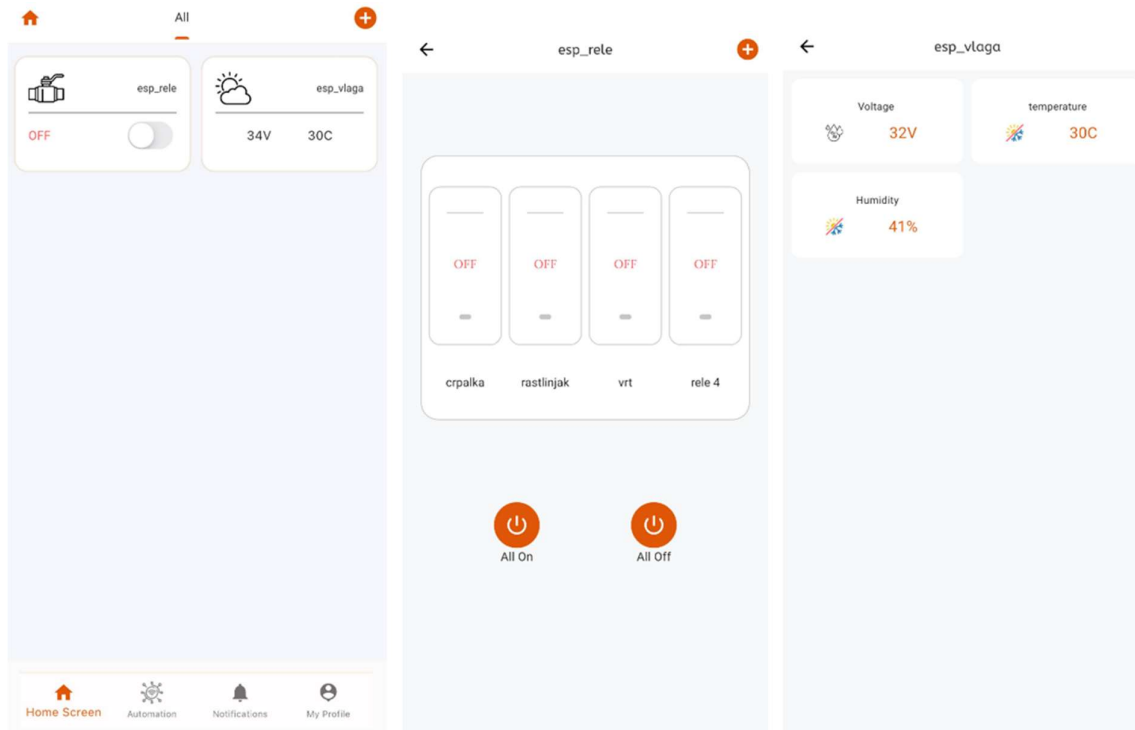 All
esp_rele
OFF
esp_vlaga
34V 30C
Home Screen
Automation
Notifications
My Profile
esp_rele
OFF OFF OFF OFF
crpalka rastlinjak vrt rele 4
All On All Off
esp_vlaga
Voltage
32V
temperature
30C
Humidity
41%